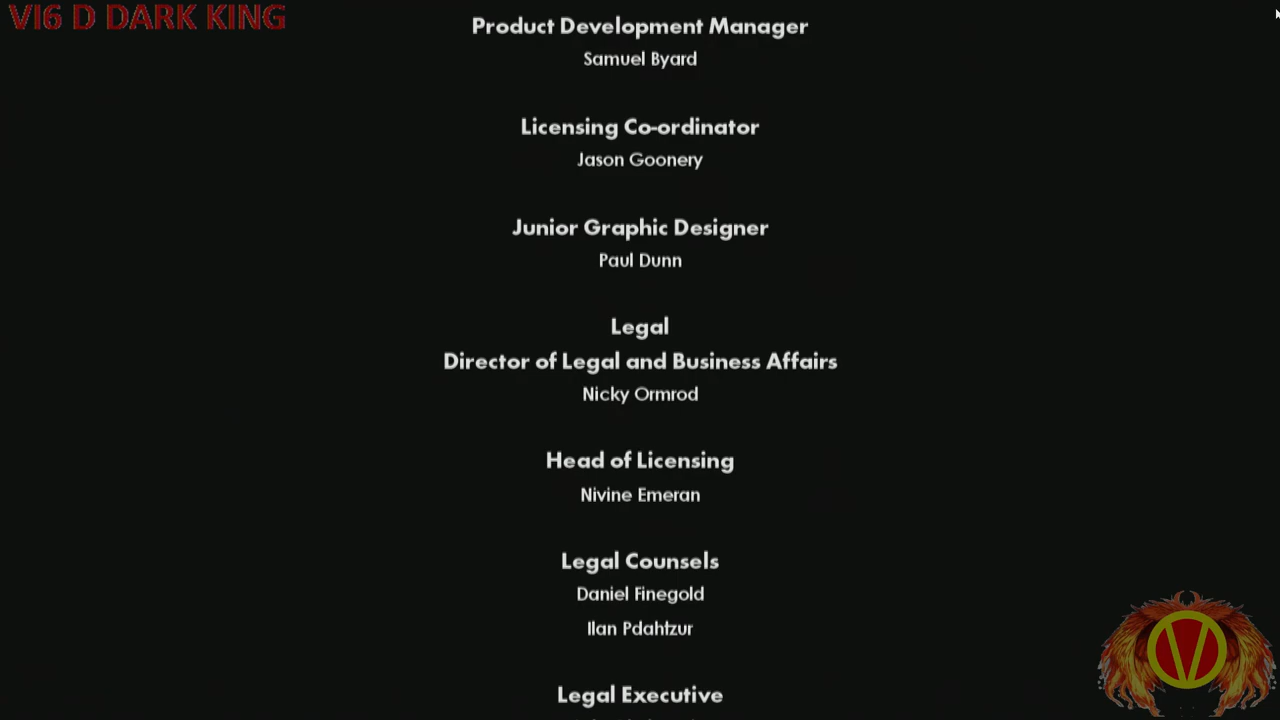 VI6 D DARK KING
Product Development Manager
Samuel Byard
Licensing Co-ordinator
Jason Goonery
Junior Graphic Designer
Paul Dunn
Legal
Director of Legal and Business Affairs
Nicky Ormrod
Head of Licensing
Nivine Emeran
Legal Counsels
Daniel Finegold
Ilan Pdahtzur
Legal Executive
V